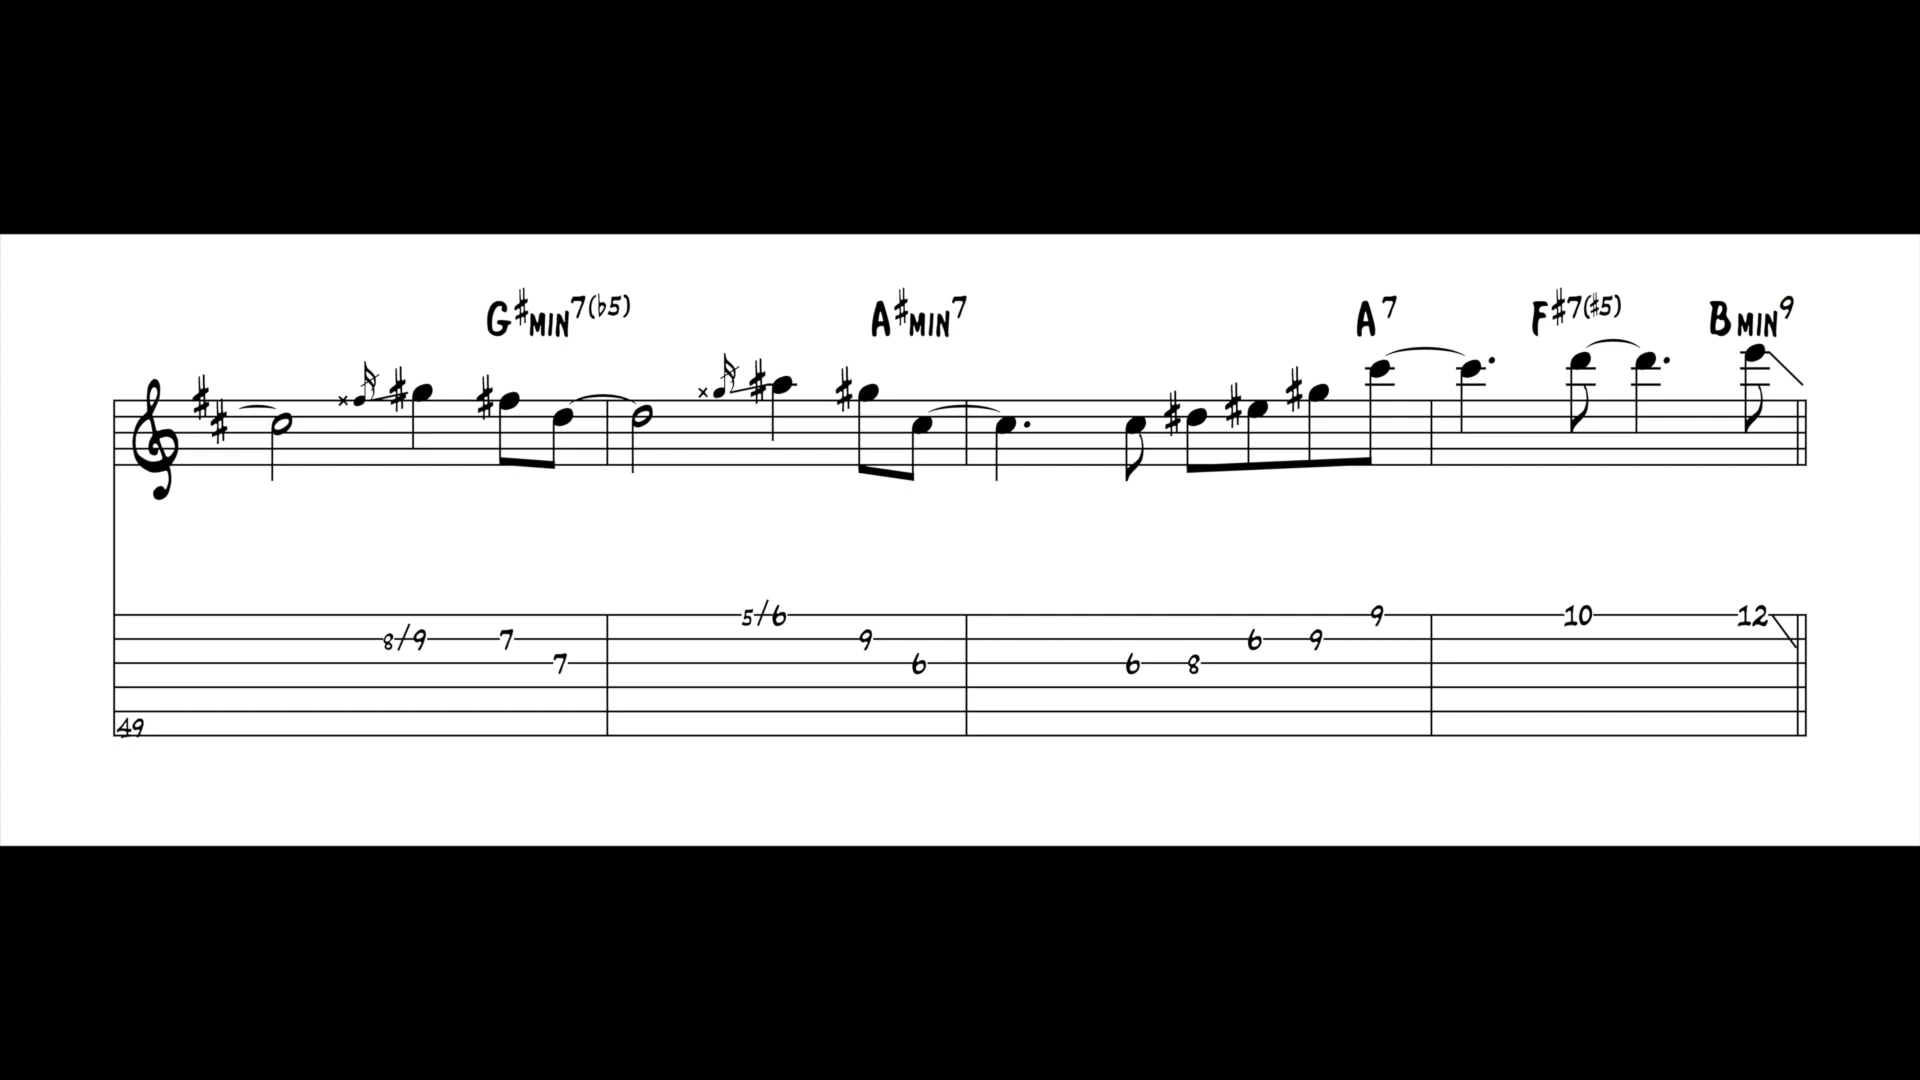 G♯MIN7(♭5) A♯MIN7 A7 F♯7(♯5) BMIN9
5/6 9 10 12
8/9 7 9 6 9
7 6 6 8
49